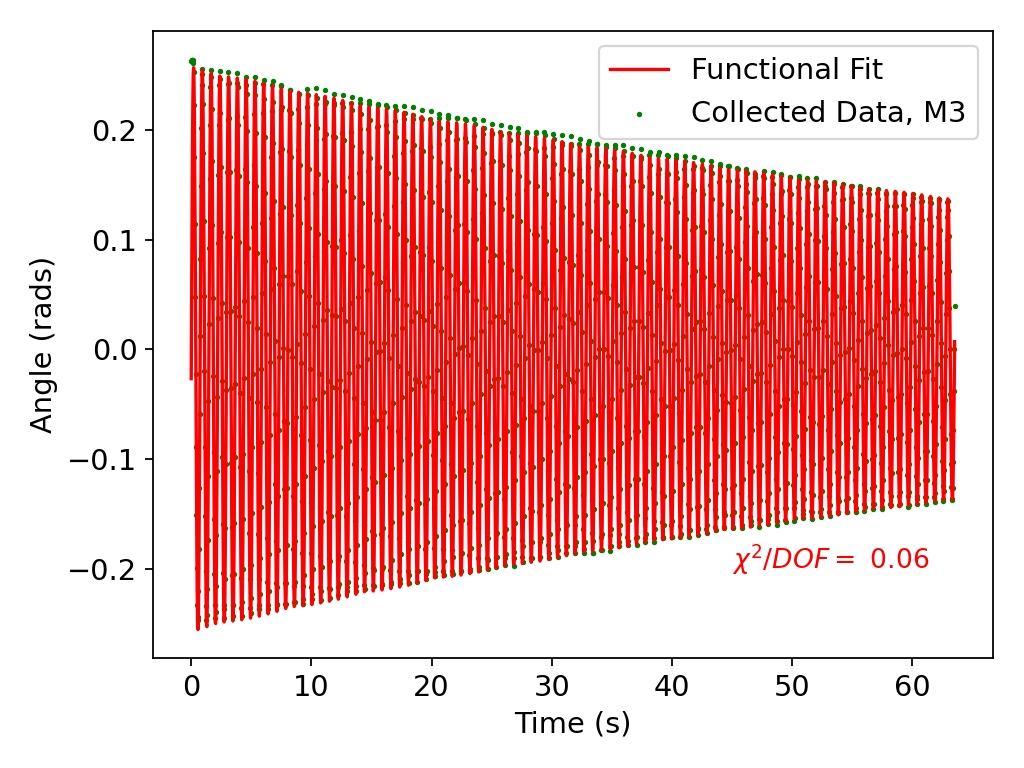 Functional Fit
Collected Data, M3
0.2
0.1
0.0
−0.1
−0.2
Angle (rads)
χ²/DOF = 0.06
0 10 20 30 40 50 60
Time (s)